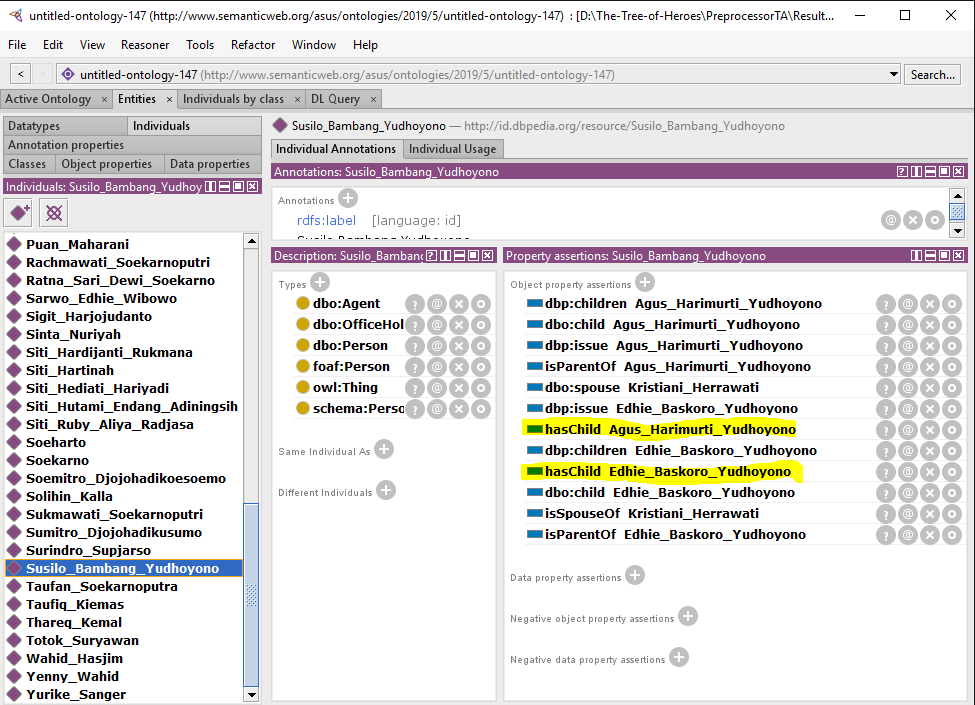 untitled-ontology-147 (http://www.semanticweb.org/asus/ontologies/2019/5/untitled-ontology-147) : [D:\The-Tree-of-Heroes\PreprocessorTA\Result...
File Edit View Reasoner Tools Refactor Window Help
< > untitled-ontology-147 (http://www.semanticweb.org/asus/ontologies/2019/5/untitled-ontology-147) Search...
Active Ontology × Entities × Individuals by class × DL Query ×
Datatypes Individuals
Annotation properties
Classes Object properties Data properties
Individuals: Susilo_Bambang_Yudhoy
Puan_Maharani
Rachmawati_Soekarnoputri
Ratna_Sari_Dewi_Soekarno
Sarwo_Edhie_Wibowo
Sigit_Harjojudanto
Sinta_Nuriyah
Siti_Hardijanti_Rukmana
Siti_Hartinah
Siti_Hediati_Hariyadi
Siti_Hutami_Endang_Adiningsih
Siti_Ruby_Aliya_Radjasa
Soeharto
Soekarno
Soemitro_Djojohadikoesoemo
Solihin_Kalla
Sukmawati_Soekarnoputri
Sumitro_Djojohadikusumo
Surindro_Supjarso
Susilo_Bambang_Yudhoyono
Taufan_Soekarnoputra
Taufiq_Kiemas
Thareq_Kemal
Totok_Suryawan
Wahid_Hasjim
Yenny_Wahid
Yurike_Sanger
Susilo_Bambang_Yudhoyono — http://id.dbpedia.org/resource/Susilo_Bambang_Yudhoyono
Individual Annotations Individual Usage
Annotations: Susilo_Bambang_Yudhoyono
Annotations
rdfs:label [language: id]
Susilo Bambang Yudhoyono
Description: Susilo_Bambang
Types
dbo:Agent
dbo:OfficeHol
dbo:Person
foaf:Person
owl:Thing
schema:Perso
Same Individual As
Different Individuals
Property assertions: Susilo_Bambang_Yudhoyono
Object property assertions
dbp:children Agus_Harimurti_Yudhoyono
dbo:child Agus_Harimurti_Yudhoyono
dbp:issue Agus_Harimurti_Yudhoyono
isParentOf Agus_Harimurti_Yudhoyono
dbo:spouse Kristiani_Herrawati
dbp:issue Edhie_Baskoro_Yudhoyono
hasChild Agus_Harimurti_Yudhoyono
dbp:children Edhie_Baskoro_Yudhoyono
hasChild Edhie_Baskoro_Yudhoyono
dbo:child Edhie_Baskoro_Yudhoyono
isSpouseOf Kristiani_Herrawati
isParentOf Edhie_Baskoro_Yudhoyono
Data property assertions
Negative object property assertions
Negative data property assertions